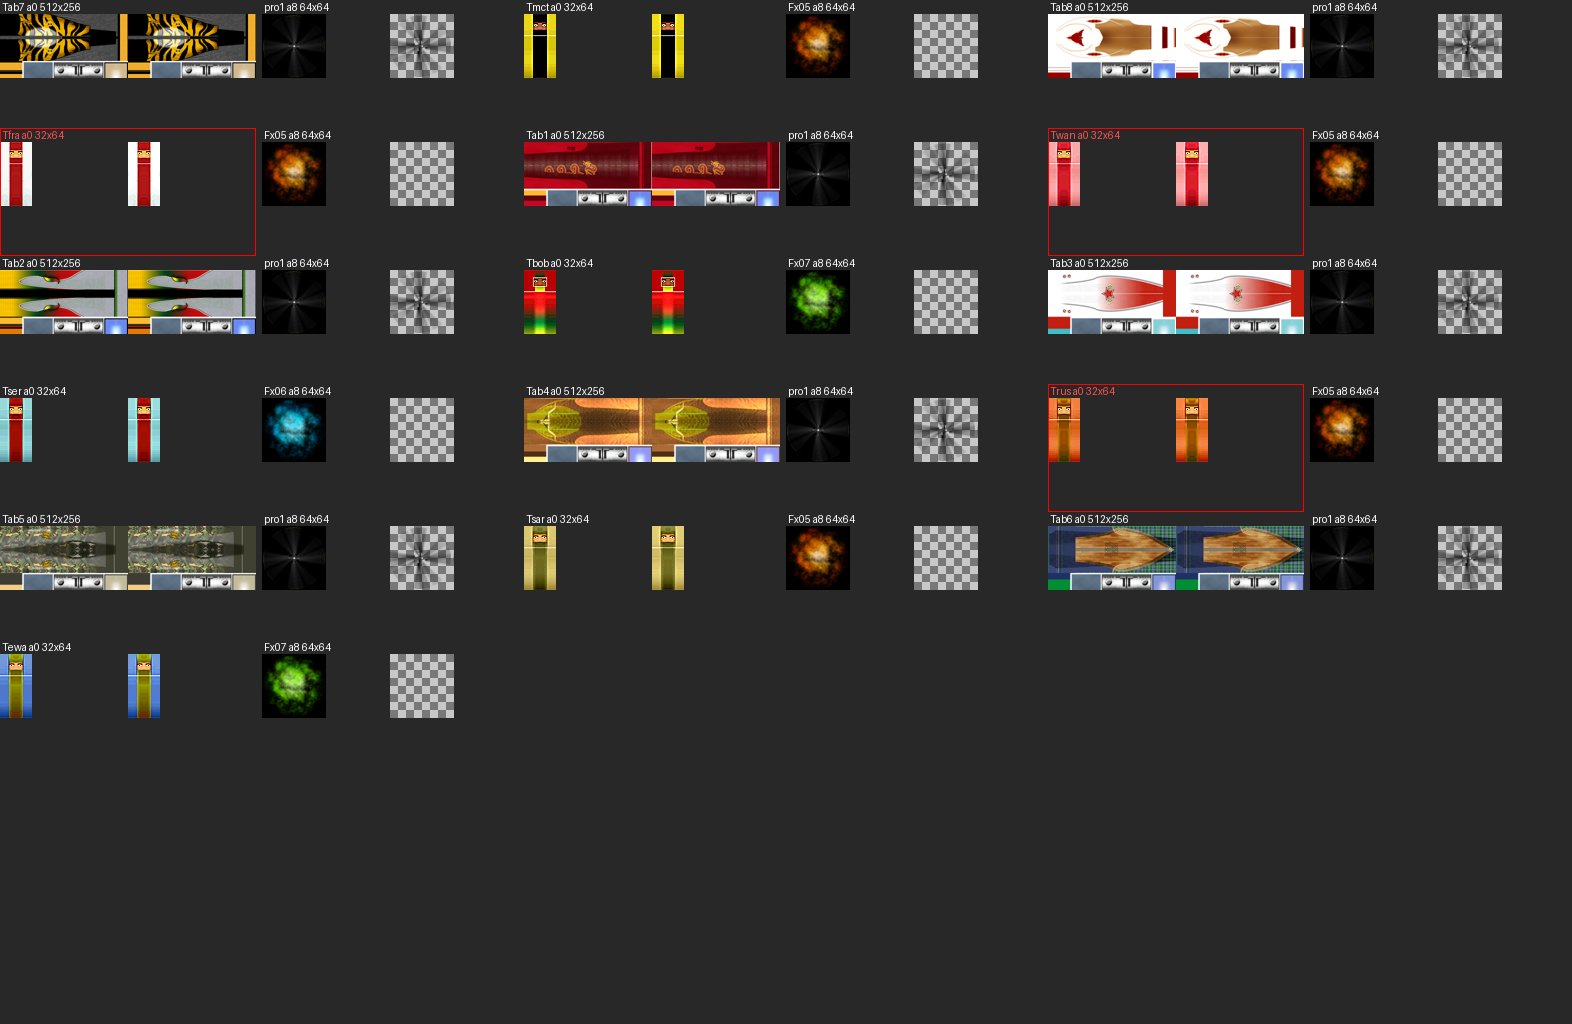 Tab7 a0 512x256 pro1 a8 64x64 Tmct a0 32x64 Fx05 a8 64x64 Tab8 a0 512x256 pro1 a8 64x64
Tfra a0 32x64 Fx05 a8 64x64 Tab1 a0 512x256 pro1 a8 64x64 Twan a0 32x64 Fx05 a8 64x64
Tab2 a0 512x256 pro1 a8 64x64 Tbob a0 32x64 Fx07 a8 64x64 Tab3 a0 512x256 pro1 a8 64x64
Tser a0 32x64 Fx06 a8 64x64 Tab4 a0 512x256 pro1 a8 64x64 Trus a0 32x64 Fx05 a8 64x64
Tab5 a0 512x256 pro1 a8 64x64 Tsar a0 32x64 Fx05 a8 64x64 Tab6 a0 512x256 pro1 a8 64x64
Tewa a0 32x64 Fx07 a8 64x64